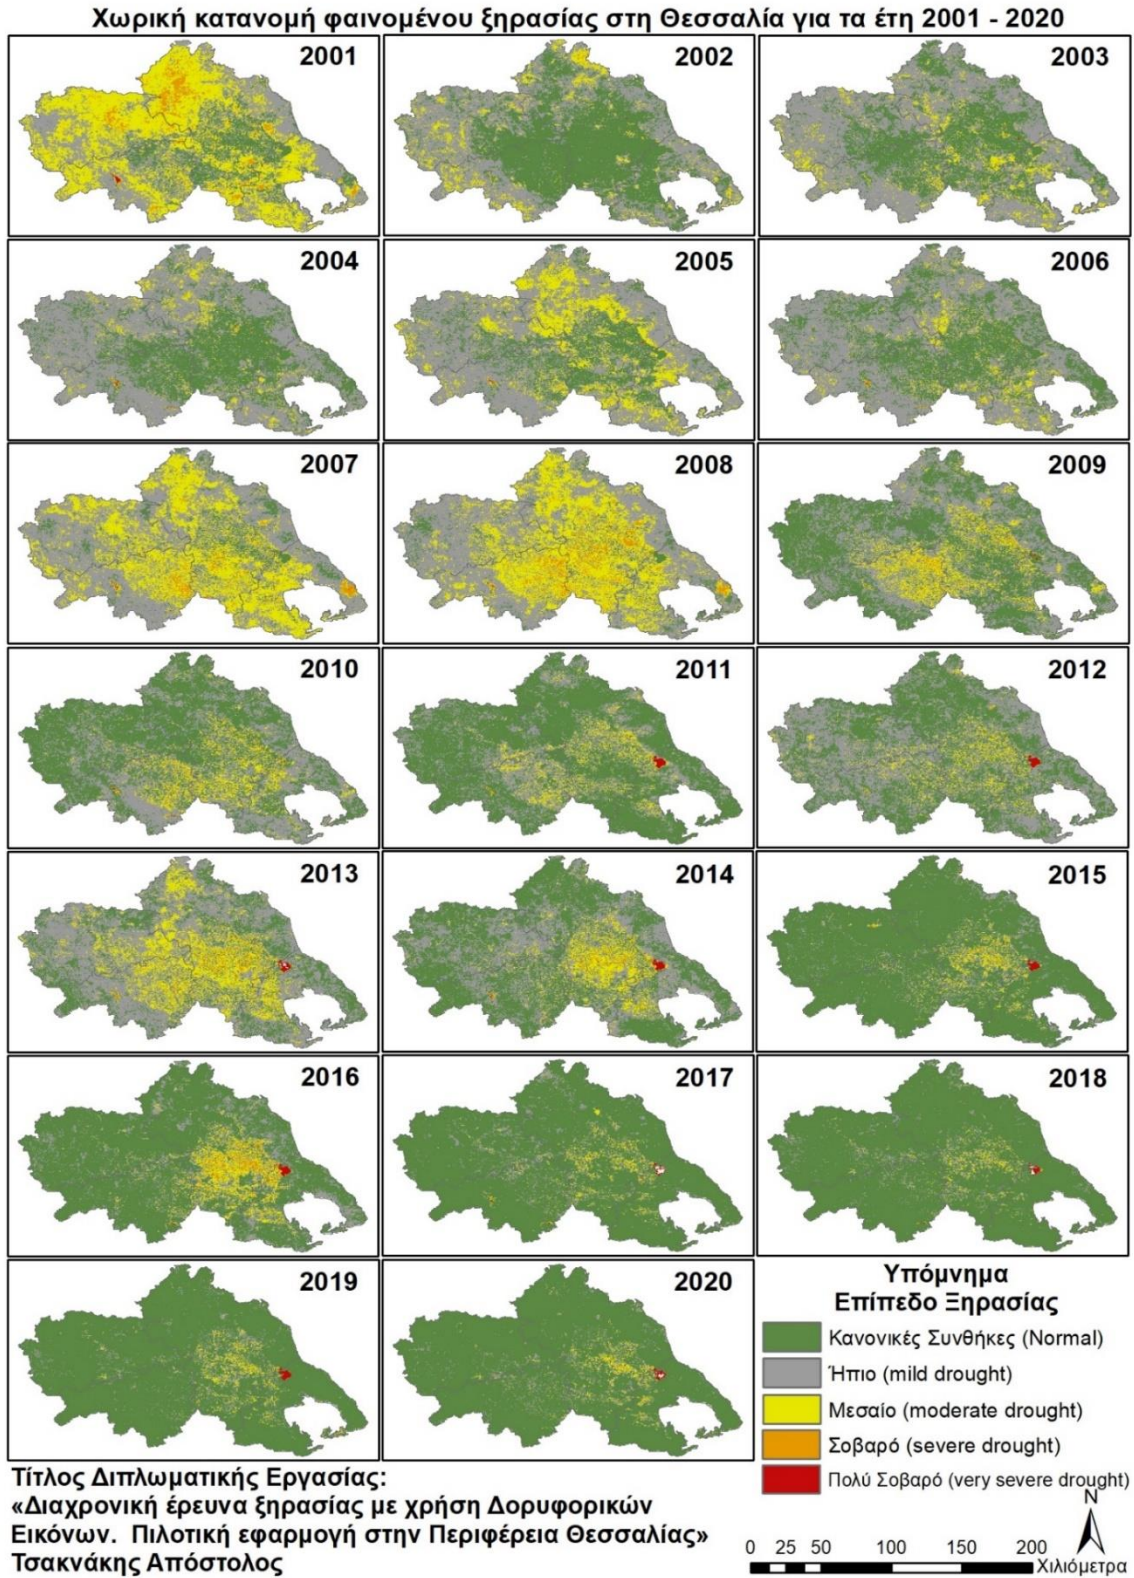 Χωρική κατανομή φαινομένου ξηρασίας στη Θεσσαλία για τα έτη 2001 - 2020
2001
2002
2003
2004
2005
2006
2007
2008
2009
2010
2011
2012
2013
2014
2015
2016
2017
2018
2019
2020
Υπόμνημα
Επίπεδο Ξηρασίας
Κανονικές Συνθήκες (Normal)
Ήπιο (mild drought)
Μεσαίο (moderate drought)
Σοβαρό (severe drought)
Πολύ Σοβαρό (very severe drought)
Τίτλος Διπλωματικής Εργασίας:
«Διαχρονική έρευνα ξηρασίας με χρήση Δορυφορικών
Εικόνων. Πιλοτική εφαρμογή στην Περιφέρεια Θεσσαλίας»
Τσακνάκης Απόστολος
N
0 25 50 100 150 200
Χιλιόμετρα